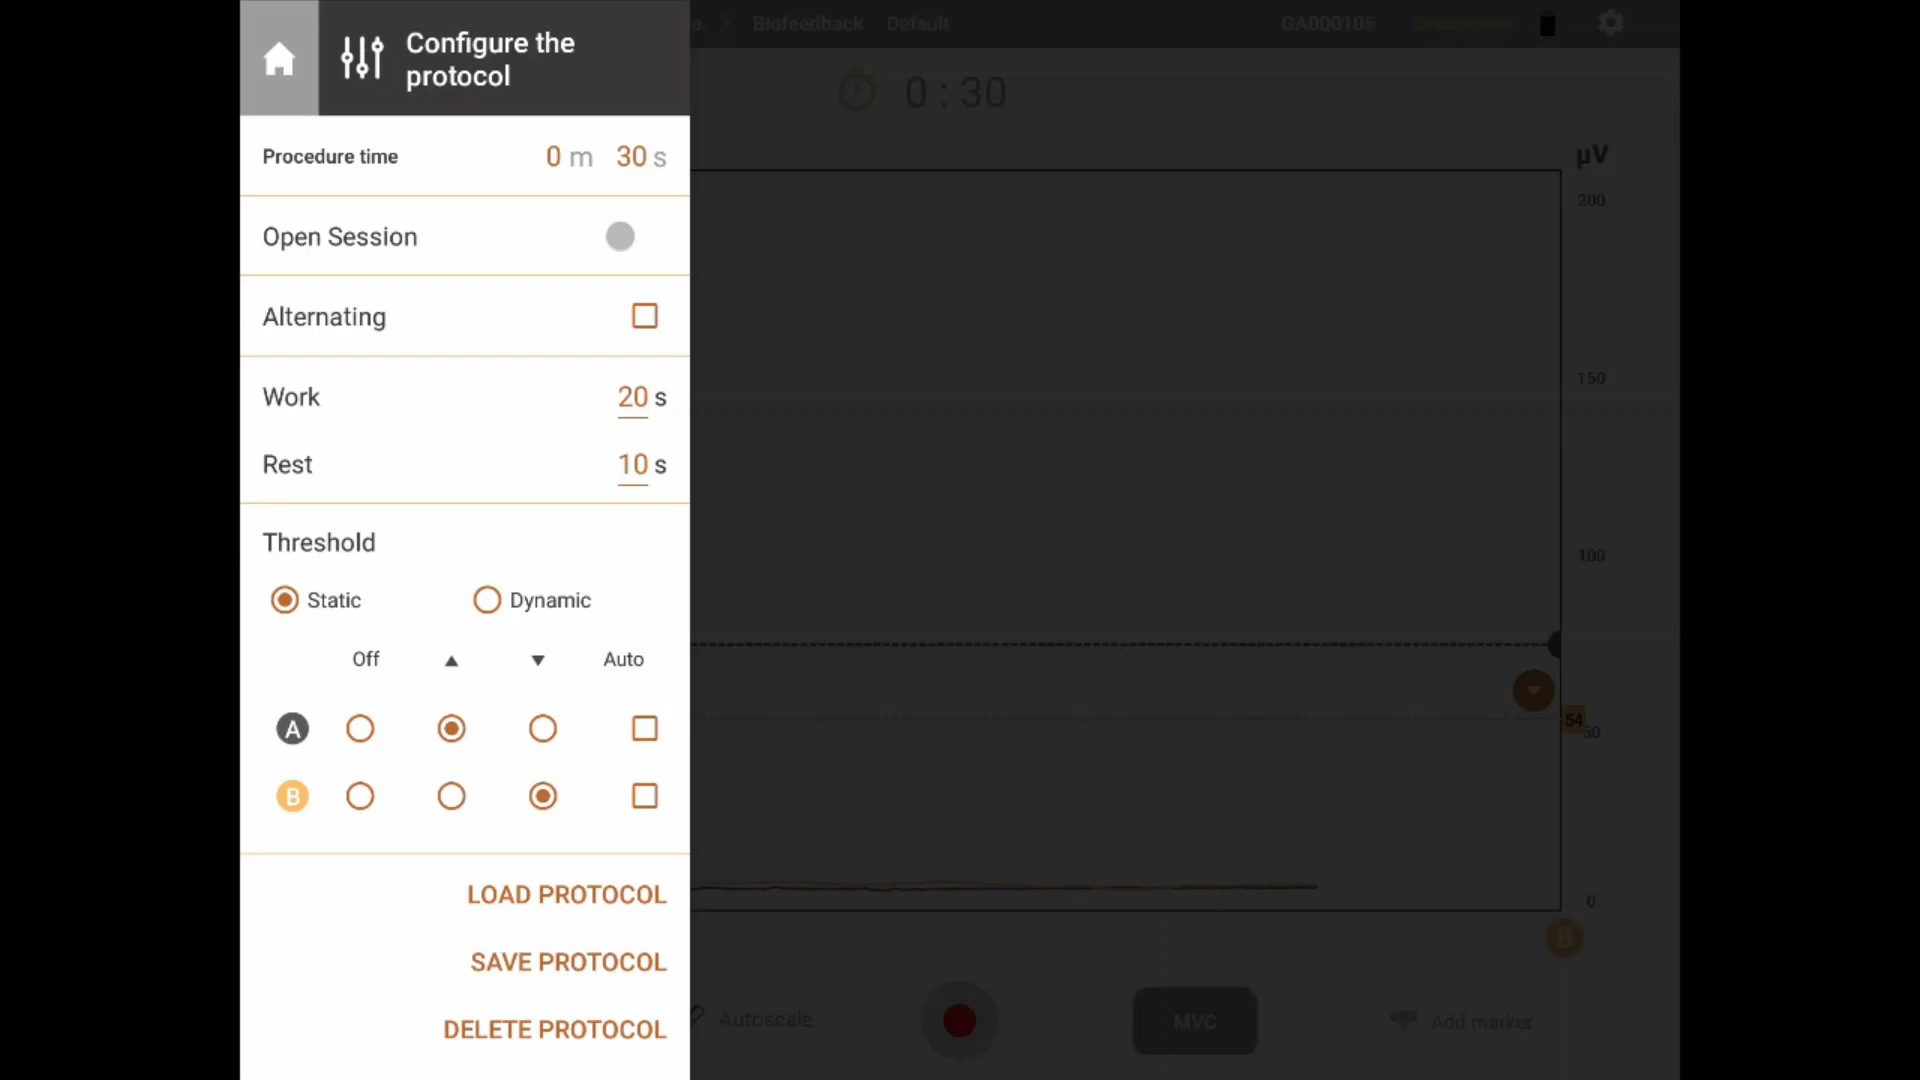 Configure the
protocol
Biofeedback Default
GA000105
0 : 30
Procedure time 0 m 30 s
Open Session
Alternating
Work 20 s
Rest 10 s
Threshold
Static Dynamic
Off ▲ ▼ Auto
A
B
LOAD PROTOCOL
SAVE PROTOCOL
DELETE PROTOCOL
µV
200
150
100
54
50
0
B
Autoscale
MVC
Add marker